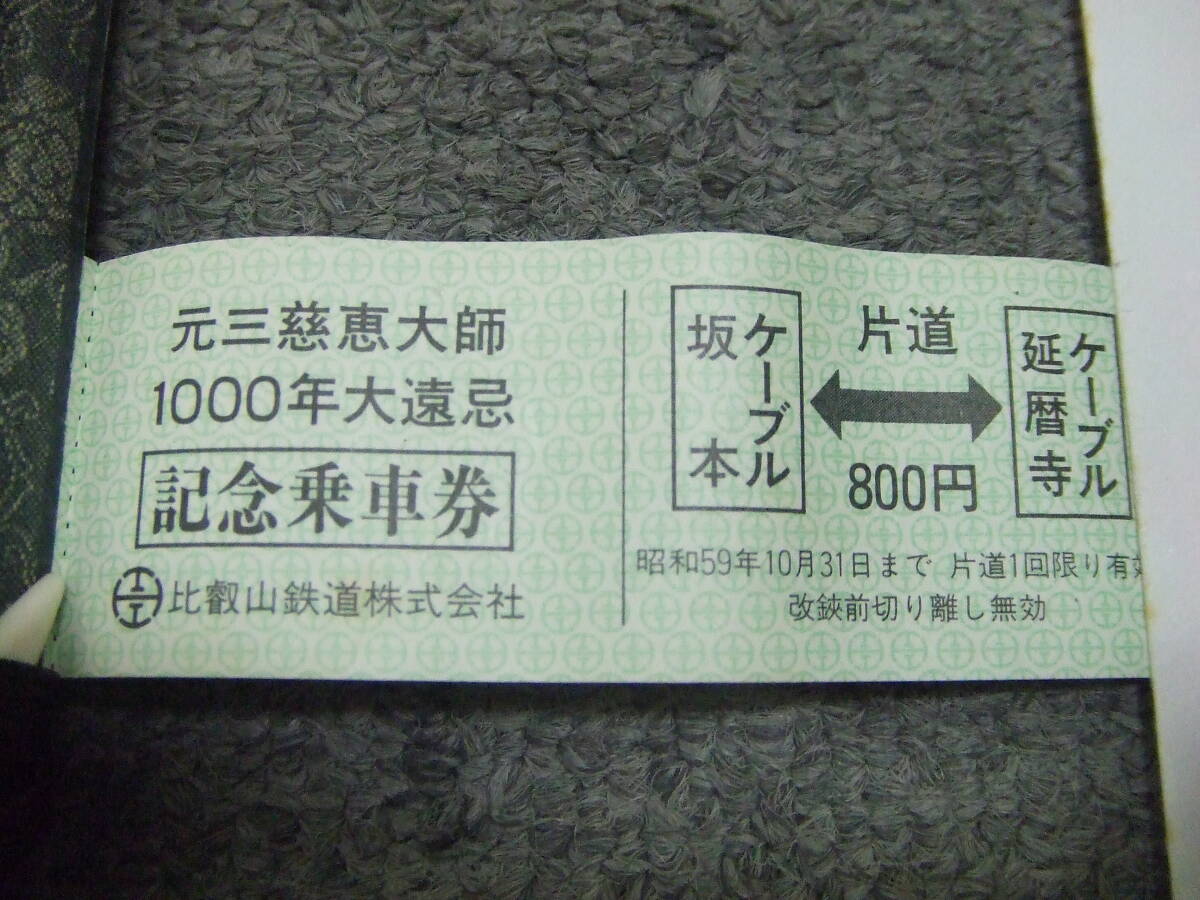 元三慈恵大師
1000年大遠忌
記念乗車券
比叡山鉄道株式会社
ケーブル
坂本
片道
800円
ケーブル
延暦寺
昭和59年10月31日まで 片道1回限り有効
改鋏前切り離し無効